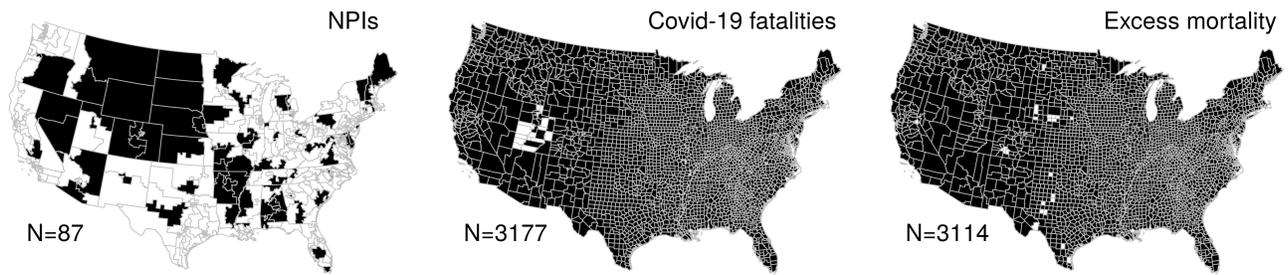 NPIs
N=87
Covid-19 fatalities
N=3177
Excess mortality
N=3114